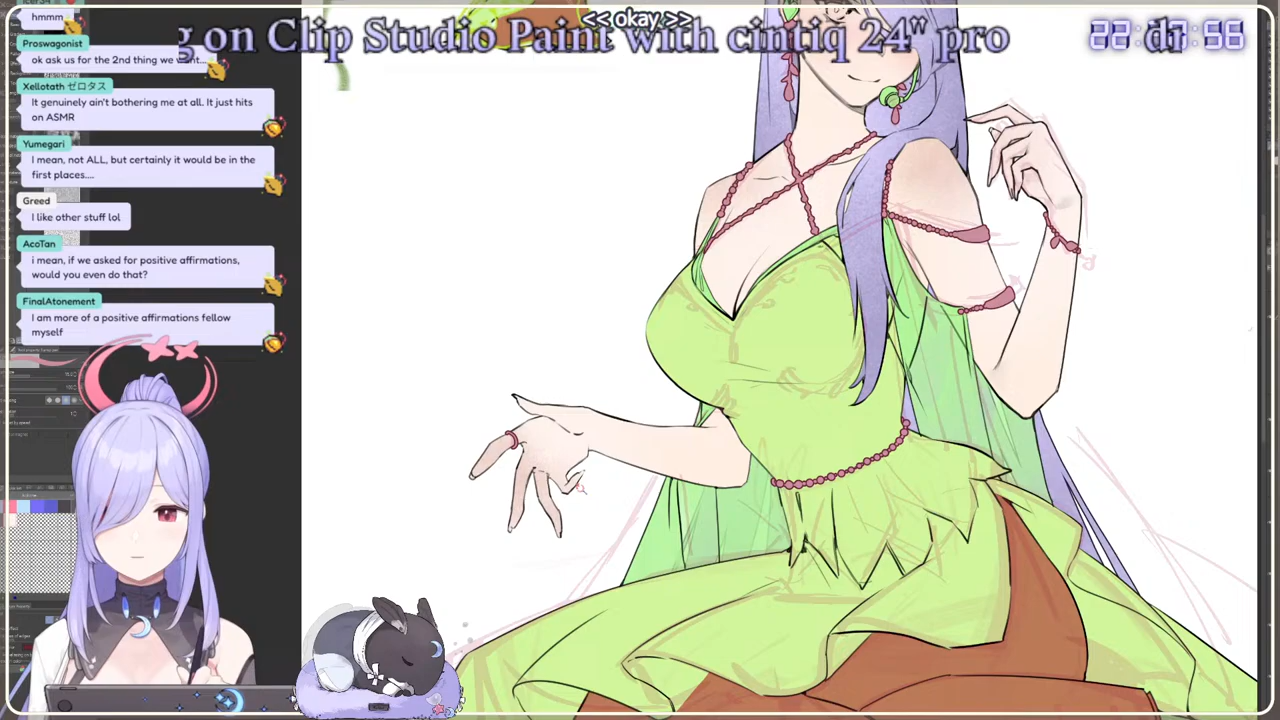 << okay >>
g on Clip Studio Paint with cintiq 24" pro
hmmm
Proswagonist
ok ask us for the 2nd thing we want...
Xellotath ゼロタス
It genuinely ain't bothering me at all. It just hits
on ASMR
Yumegari
I mean, not ALL, but certainly it would be in the
first places....
Greed
I like other stuff lol
AcoTan
i mean, if we asked for positive affirmations,
would you even do that?
FinalAtonement
I am more of a positive affirmations fellow
myself